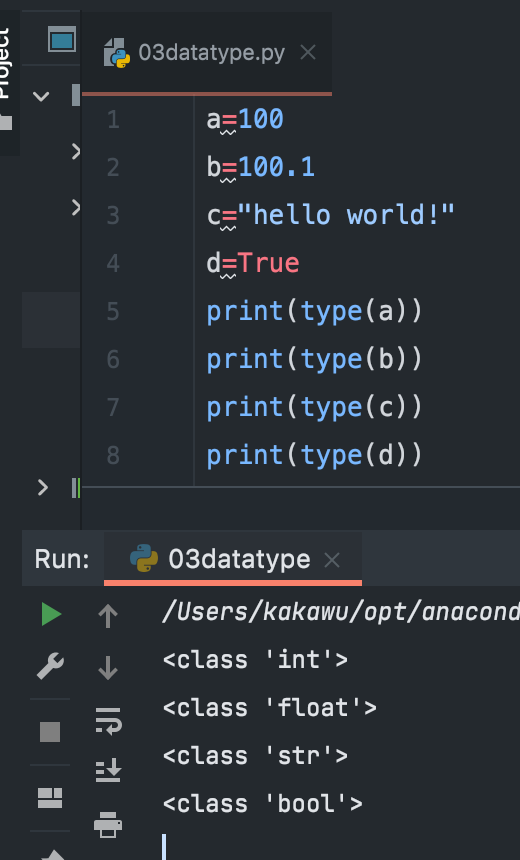 Project
03datatype.py
1 a=100
2 b=100.1
3 c="hello world!"
4 d=True
5 print(type(a))
6 print(type(b))
7 print(type(c))
8 print(type(d))
Run: 03datatype
/Users/kakawu/opt/anacond
<class 'int'>
<class 'float'>
<class 'str'>
<class 'bool'>